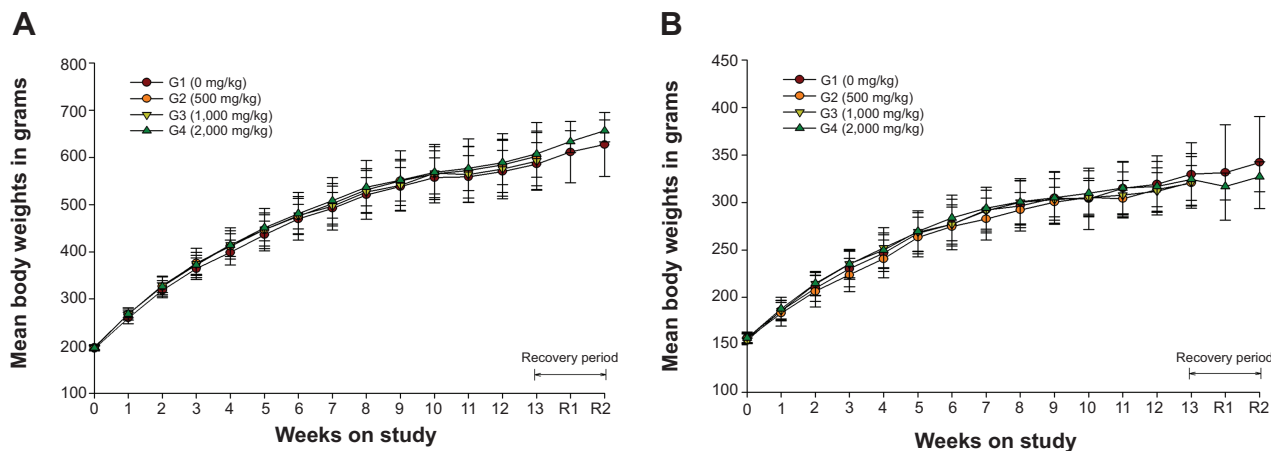 A
Mean body weights in grams
800
700
600
500
400
300
200
100
G1 (0 mg/kg)
G2 (500 mg/kg)
G3 (1,000 mg/kg)
G4 (2,000 mg/kg)
Recovery period
0 1 2 3 4 5 6 7 8 9 10 11 12 13 R1 R2
Weeks on study
B
Mean body weights in grams
450
400
350
300
250
200
150
100
G1 (0 mg/kg)
G2 (500 mg/kg)
G3 (1,000 mg/kg)
G4 (2,000 mg/kg)
Recovery period
0 1 2 3 4 5 6 7 8 9 10 11 12 13 R1 R2
Weeks on study